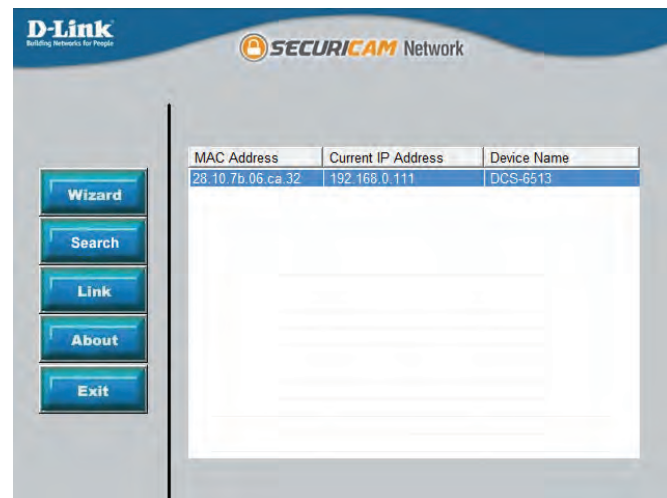 D-Link
Building Networks for People
SECURICAM Network
MAC Address Current IP Address Device Name
28.10.7b.06.ca.32 192.168.0.111 DCS-6513
Wizard
Search
Link
About
Exit